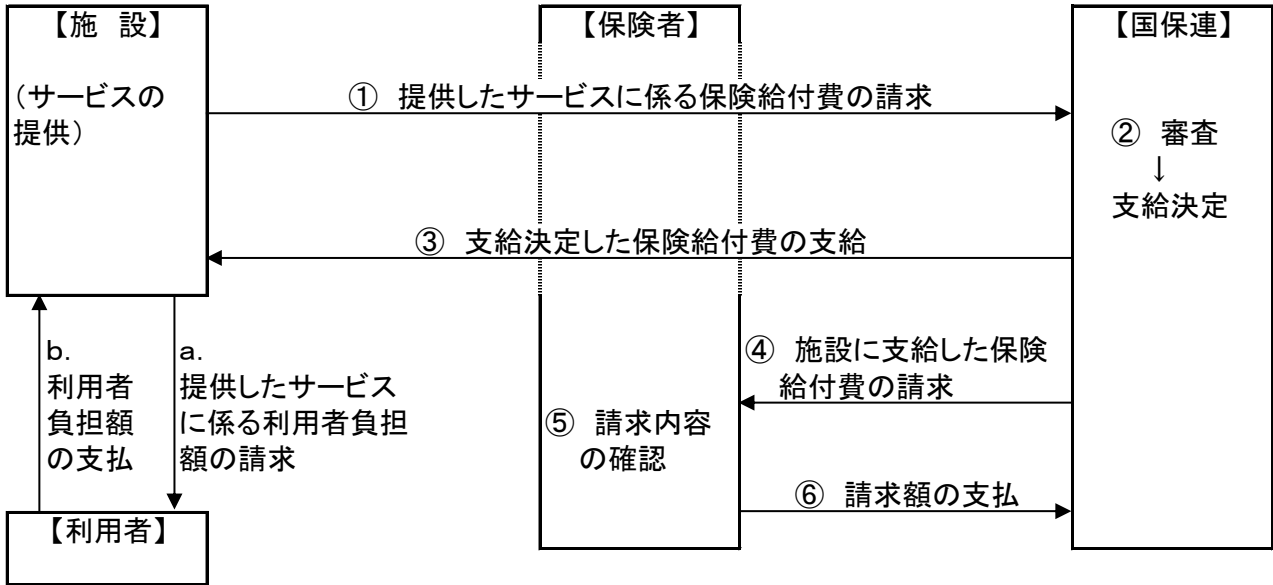 【施　設】
(サービスの
提供)
【保険者】
【国保連】
①　提供したサービスに係る保険給付費の請求
②　審査
↓
支給決定
③　支給決定した保険給付費の支給
b.
利用者
負担額
の支払
a.
提供したサービス
に係る利用者負担
額の請求
④　施設に支給した保険
給付費の請求
⑤　請求内容
の確認
⑥　請求額の支払
【利用者】